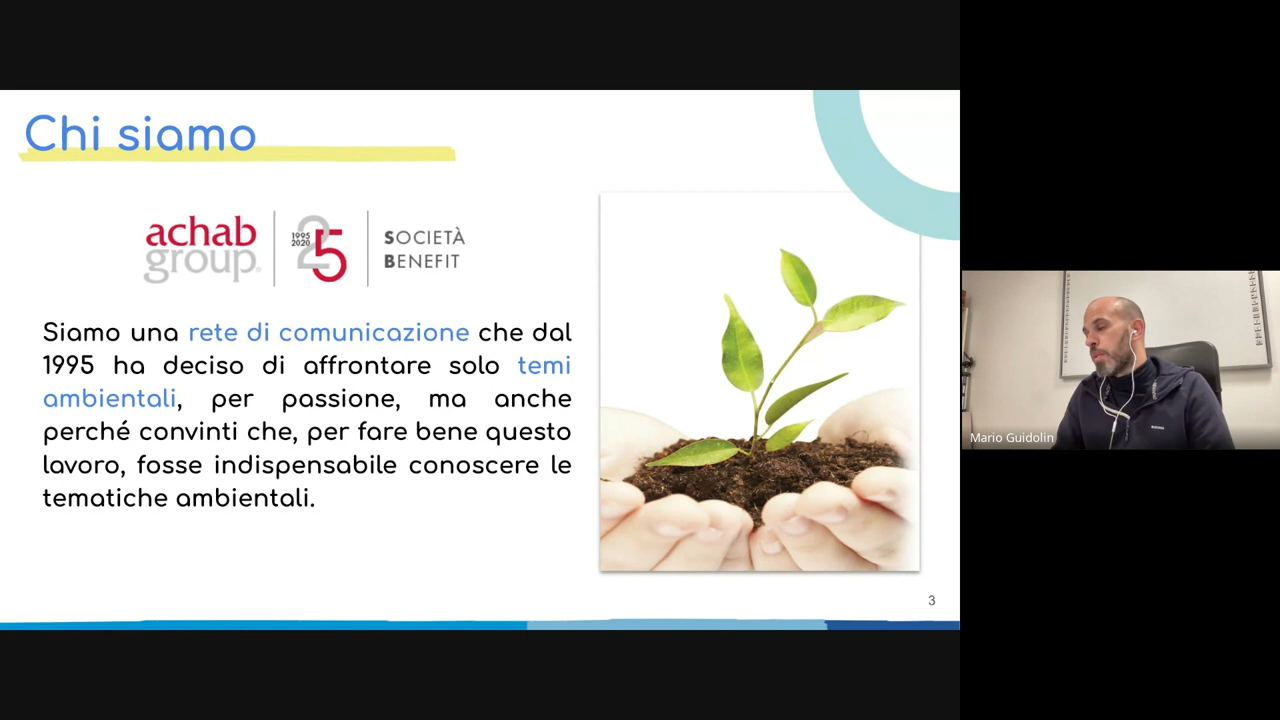 Chi siamo
achab
group.
1995
2020
25
SOCIETÀ
BENEFIT
Siamo una rete di comunicazione che dal
1995 ha deciso di affrontare solo temi
ambientali, per passione, ma anche
perché convinti che, per fare bene questo
lavoro, fosse indispensabile conoscere le
tematiche ambientali.
3
Mario Guidolin